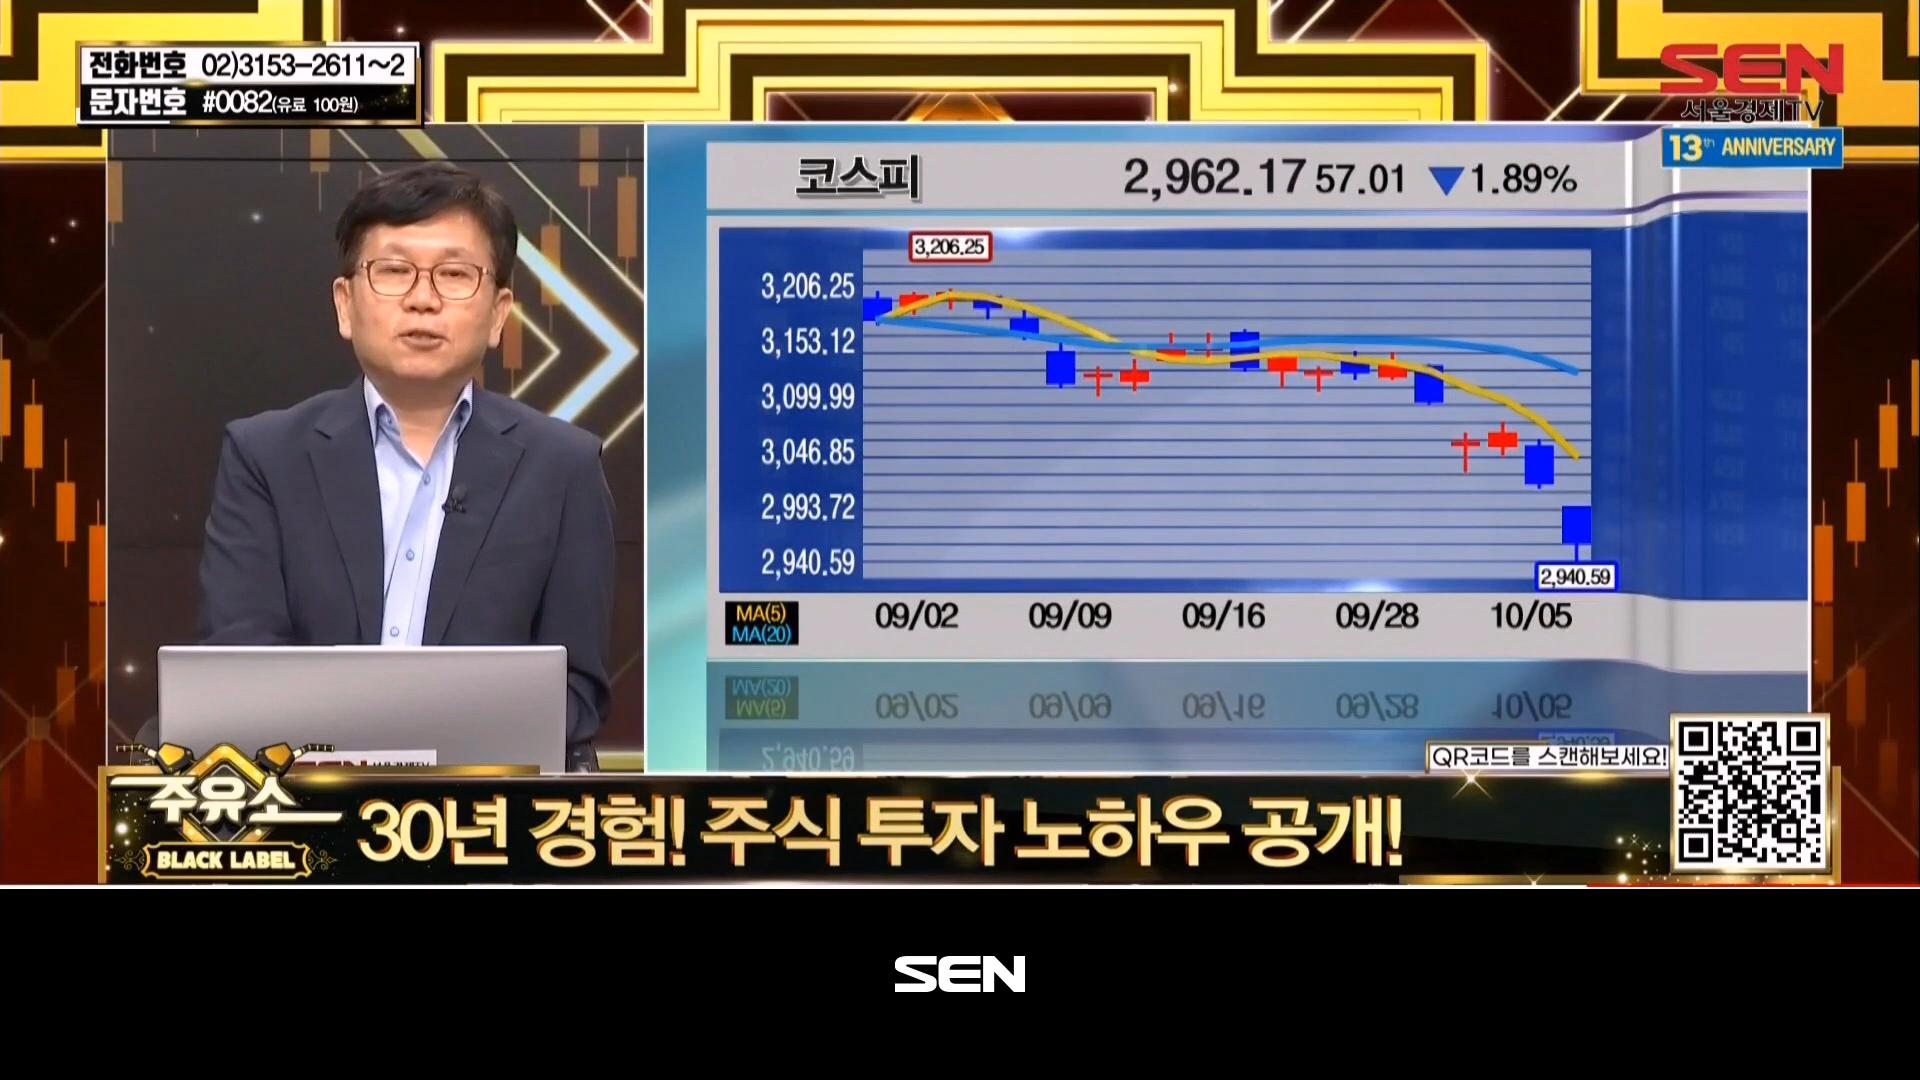 전화번호 02)3153-2611~2
문자번호 #0082(유료 100원)
SEN
서울경제TV
13th ANNIVERSARY
코스피 2,962.17 57.01 ▼1.89%
3,206.25
3,206.25
3,153.12
3,099.99
3,046.85
2,993.72
2,940.59
2,940.59
MA(5)
MA(20)
09/02 09/09 09/16 09/28 10/05
QR코드를 스캔해보세요!
주유소
BLACK LABEL
30년 경험! 주식 투자 노하우 공개!
SEN